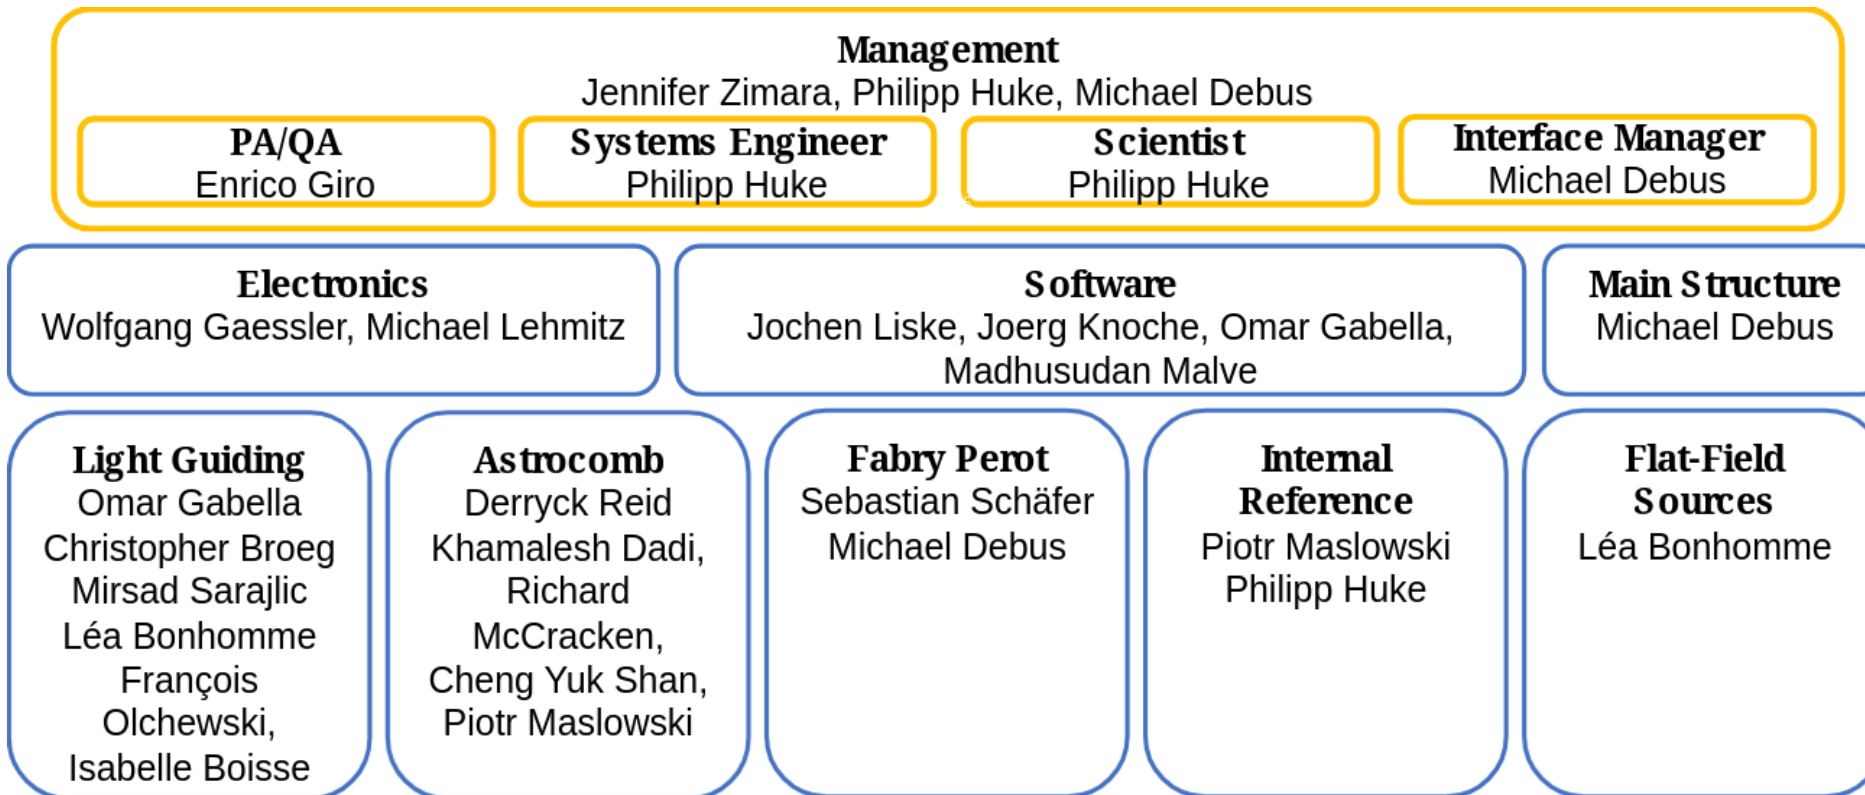 Management
Jennifer Zimara, Philipp Huke, Michael Debus
PA/QA
Enrico Giro
Systems Engineer
Philipp Huke
Scientist
Philipp Huke
Interface Manager
Michael Debus
Electronics
Wolfgang Gaessler, Michael Lehmitz
Software
Jochen Liske, Joerg Knoche, Omar Gabella,
Madhusudan Malve
Main Structure
Michael Debus
Light Guiding
Omar Gabella
Christopher Broeg
Mirsad Sarajlic
Léa Bonhomme
François
Olchewski,
Isabelle Boisse
Astrocomb
Derryck Reid
Khamalesh Dadi,
Richard
McCracken,
Cheng Yuk Shan,
Piotr Maslowski
Fabry Perot
Sebastian Schäfer
Michael Debus
Internal
Reference
Piotr Maslowski
Philipp Huke
Flat-Field
Sources
Léa Bonhomme